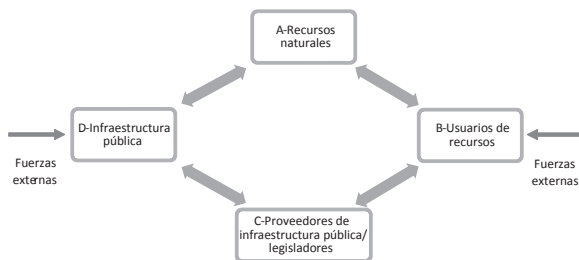 A-Recursos
naturales
D-Infraestructura
pública
B-Usuarios de
recursos
Fuerzas
externas
Fuerzas
externas
C-Proveedores de
infraestructura pública/
legisladores